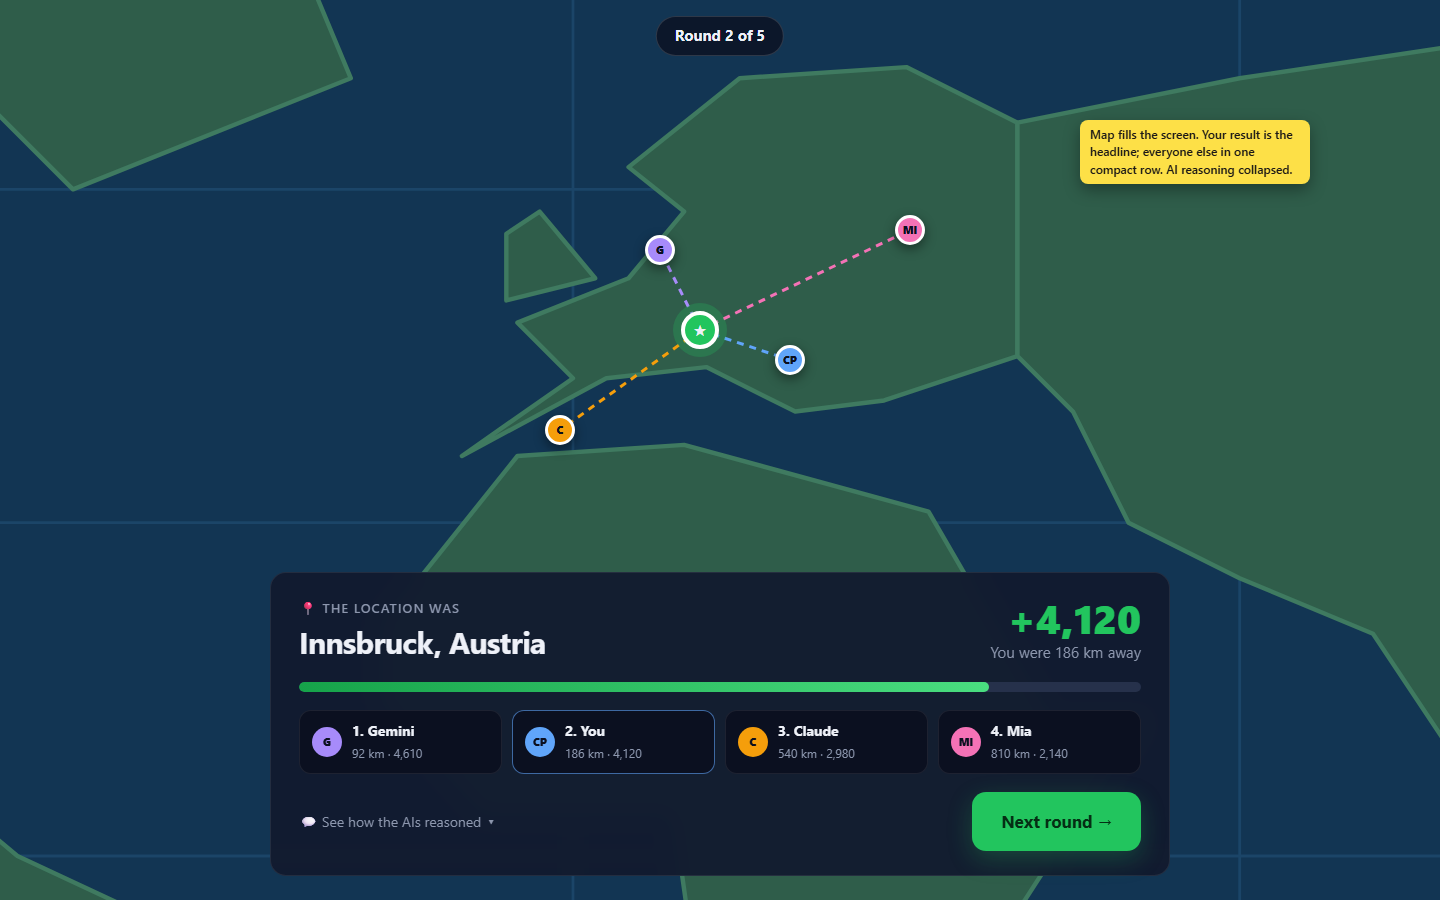 Round 2 of 5
Map fills the screen. Your result is the
headline; everyone else in one
compact row. AI reasoning collapsed.
MI
G
★
CP
C
📍 THE LOCATION WAS
Innsbruck, Austria
+4,120
You were 186 km away
G
1. Gemini
92 km · 4,610
CP
2. You
186 km · 4,120
C
3. Claude
540 km · 2,980
MI
4. Mia
810 km · 2,140
💬 See how the AIs reasoned ▾
Next round →